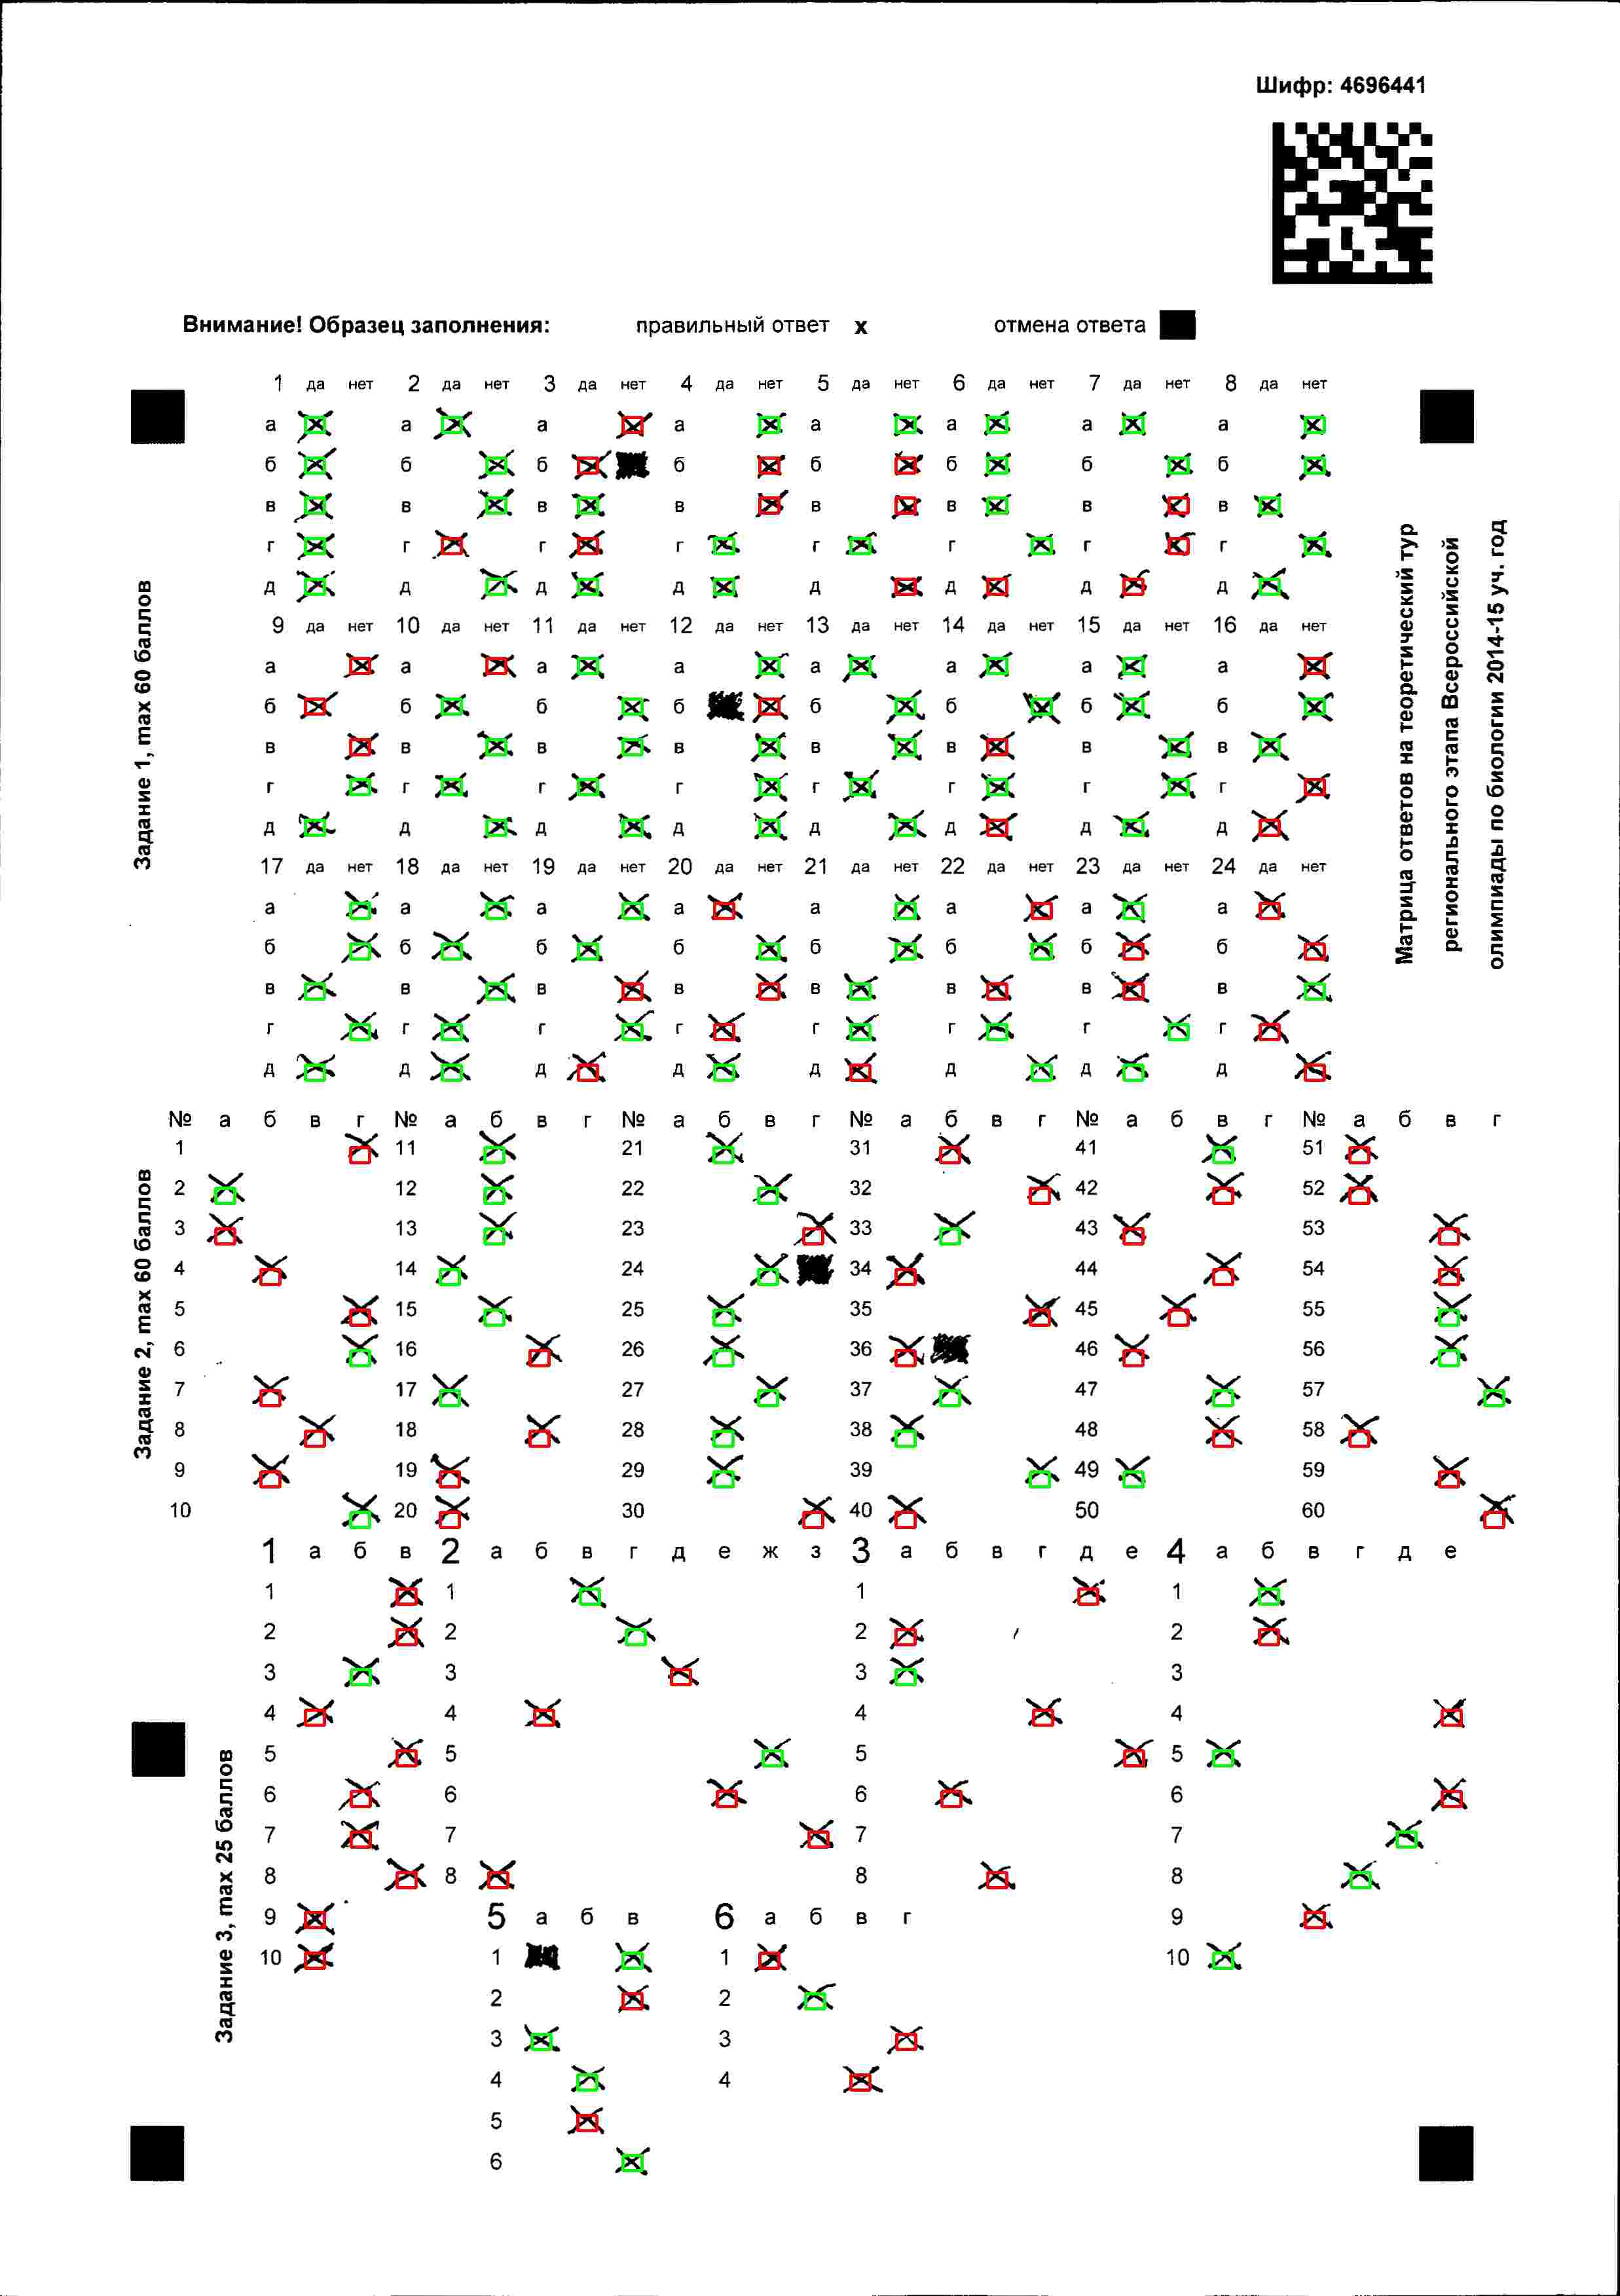 Шифр: 4696441
Внимание! Образец заполнения: правильный ответ x отмена ответа
Матрица ответов на теоретический тур
регионального этапа Всероссийской
олимпиады по биологии 2014-15 уч. год
Задание 1, max 60 баллов
1 да нет 2 да нет 3 да нет 4 да нет 5 да нет 6 да нет 7 да нет 8 да нет
а а а а а а а а
б б б б б б б б
в в в в в в в в
г г г г г г г г
д д д д д д д д
9 да нет 10 да нет 11 да нет 12 да нет 13 да нет 14 да нет 15 да нет 16 да нет
а а а а а а а а
б б б б б б б б
в в в в в в в в
г г г г г г г г
д д д д д д д д
17 да нет 18 да нет 19 да нет 20 да нет 21 да нет 22 да нет 23 да нет 24 да нет
а а а а а а а а
б б б б б б б б
в в в в в в в в
г г г г г г г г
д д д д д д д д
Задание 2, max 60 баллов
№ а б в г № а б в г № а б в г № а б в г № а б в г № а б в г
1 11 21 31 41 51
2 12 22 32 42 52
3 13 23 33 43 53
4 14 24 34 44 54
5 15 25 35 45 55
6 16 26 36 46 56
7 17 27 37 47 57
8 18 28 38 48 58
9 19 29 39 49 59
10 20 30 40 50 60
Задание 3, max 25 баллов
1 а б в 2 а б в г д е ж з 3 а б в г д е 4 а б в г д е
1 1 1 1
2 2 2 2
3 3 3 3
4 4 4 4
5 5 5 5
6 6 6 6
7 7 7 7
8 8 8 8
9 5 а б в 6 а б в г 9
10 1 1 10
2 2
3 3
4 4
5
6